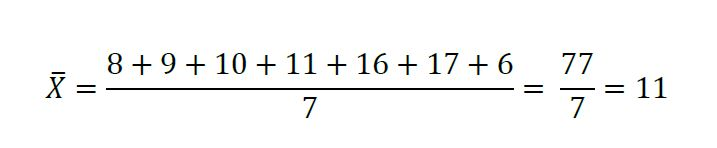 X̄ = (8 + 9 + 10 + 11 + 16 + 17 + 6) / 7 = 77 / 7 = 11